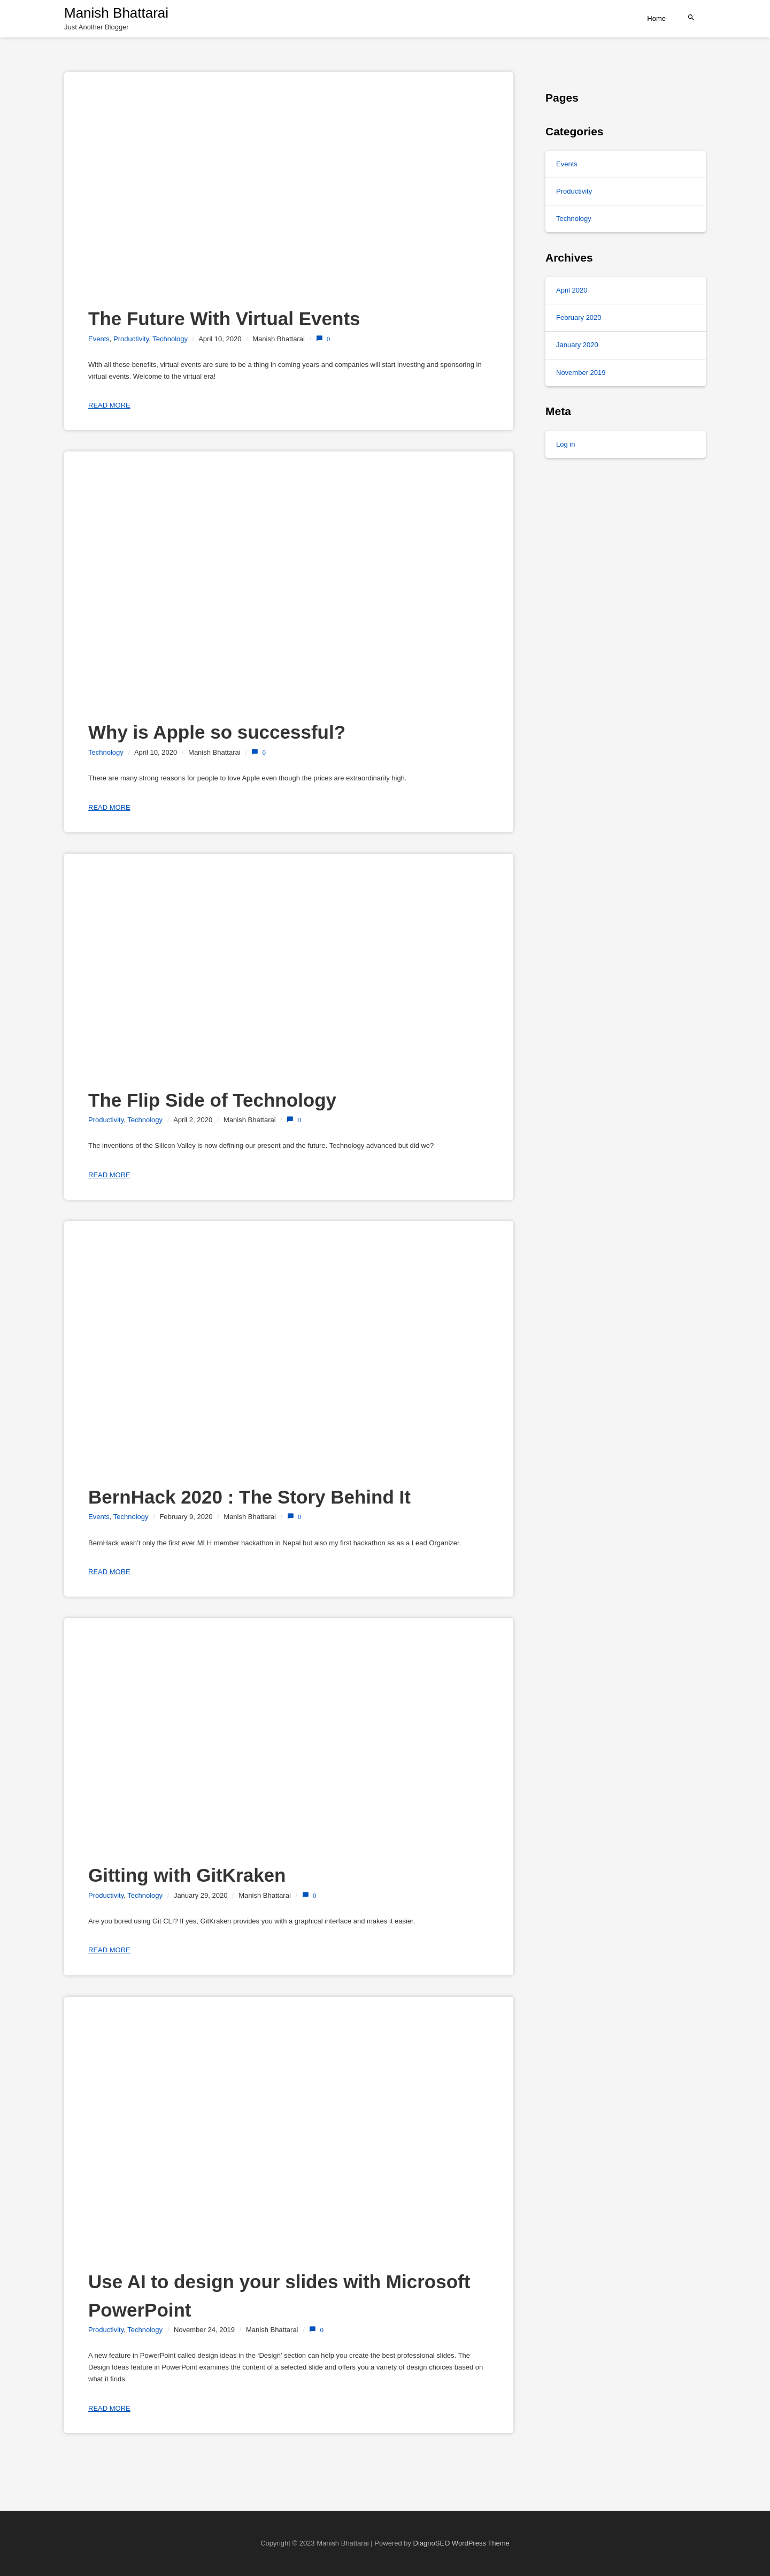 Manish Bhattarai
Just Another Blogger
Home
The Future With Virtual Events
Events, Productivity, Technology / April 10, 2020 / Manish Bhattarai / 0
With all these benefits, virtual events are sure to be a thing in coming years and companies will start investing and sponsoring in
virtual events. Welcome to the virtual era!
READ MORE
Why is Apple so successful?
Technology / April 10, 2020 / Manish Bhattarai / 0
There are many strong reasons for people to love Apple even though the prices are extraordinarily high.
READ MORE
The Flip Side of Technology
Productivity, Technology / April 2, 2020 / Manish Bhattarai / 0
The inventions of the Silicon Valley is now defining our present and the future. Technology advanced but did we?
READ MORE
BernHack 2020 : The Story Behind It
Events, Technology / February 9, 2020 / Manish Bhattarai / 0
BernHack wasn't only the first ever MLH member hackathon in Nepal but also my first hackathon as as a Lead Organizer.
READ MORE
Gitting with GitKraken
Productivity, Technology / January 29, 2020 / Manish Bhattarai / 0
Are you bored using Git CLI? If yes, GitKraken provides you with a graphical interface and makes it easier.
READ MORE
Use AI to design your slides with Microsoft
PowerPoint
Productivity, Technology / November 24, 2019 / Manish Bhattarai / 0
A new feature in PowerPoint called design ideas in the 'Design' section can help you create the best professional slides. The
Design Ideas feature in PowerPoint examines the content of a selected slide and offers you a variety of design choices based on
what it finds.
READ MORE
Pages
Categories
Events
Productivity
Technology
Archives
April 2020
February 2020
January 2020
November 2019
Meta
Log in
Copyright © 2023 Manish Bhattarai | Powered by DiagnoSEO WordPress Theme